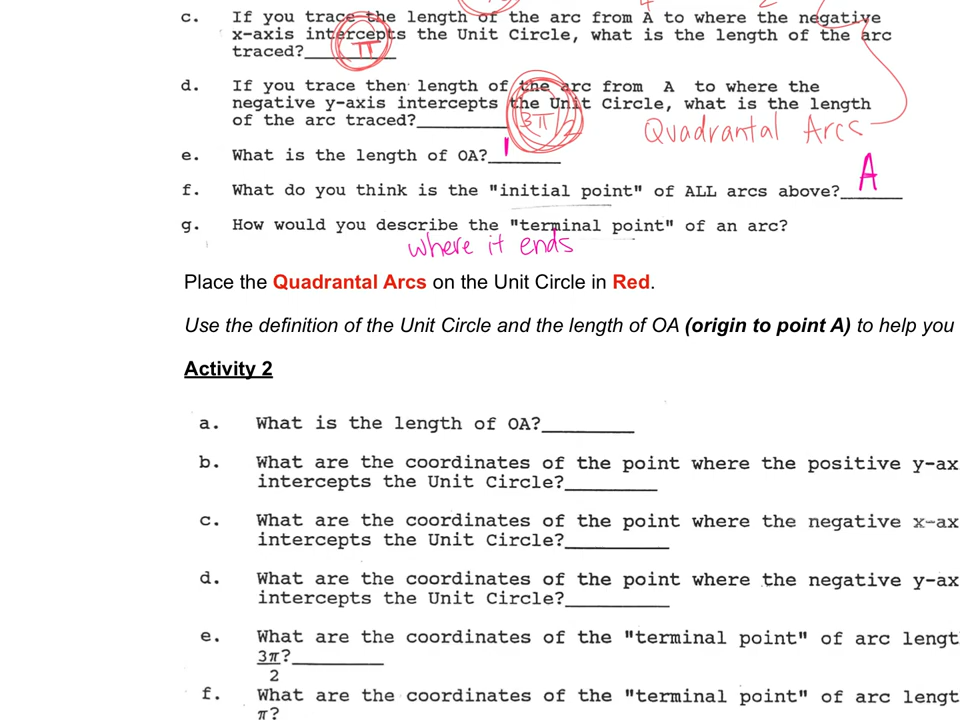 c. If you trace the length of the arc from A to where the negative
x-axis intercepts the Unit Circle, what is the length of the arc
traced?________ π
d. If you trace then length of the arc from A to where the
negative y-axis intercepts the Unit Circle, what is the length
of the arc traced?________ 3π/2
Quadrantal Arcs
e. What is the length of OA?______ 1
f. What do you think is the "initial point" of ALL arcs above?_____ A
g. How would you describe the "terminal point" of an arc?
where it ends
Place the Quadrantal Arcs on the Unit Circle in Red.
Use the definition of the Unit Circle and the length of OA (origin to point A) to help you
Activity 2
a. What is the length of OA?________
b. What are the coordinates of the point where the positive y-ax
intercepts the Unit Circle?________
c. What are the coordinates of the point where the negative x-ax
intercepts the Unit Circle?_________
d. What are the coordinates of the point where the negative y-ax
intercepts the Unit Circle?_________
e. What are the coordinates of the "terminal point" of arc lengt
3π/2?________
f. What are the coordinates of the "terminal point" of arc lengt
π?